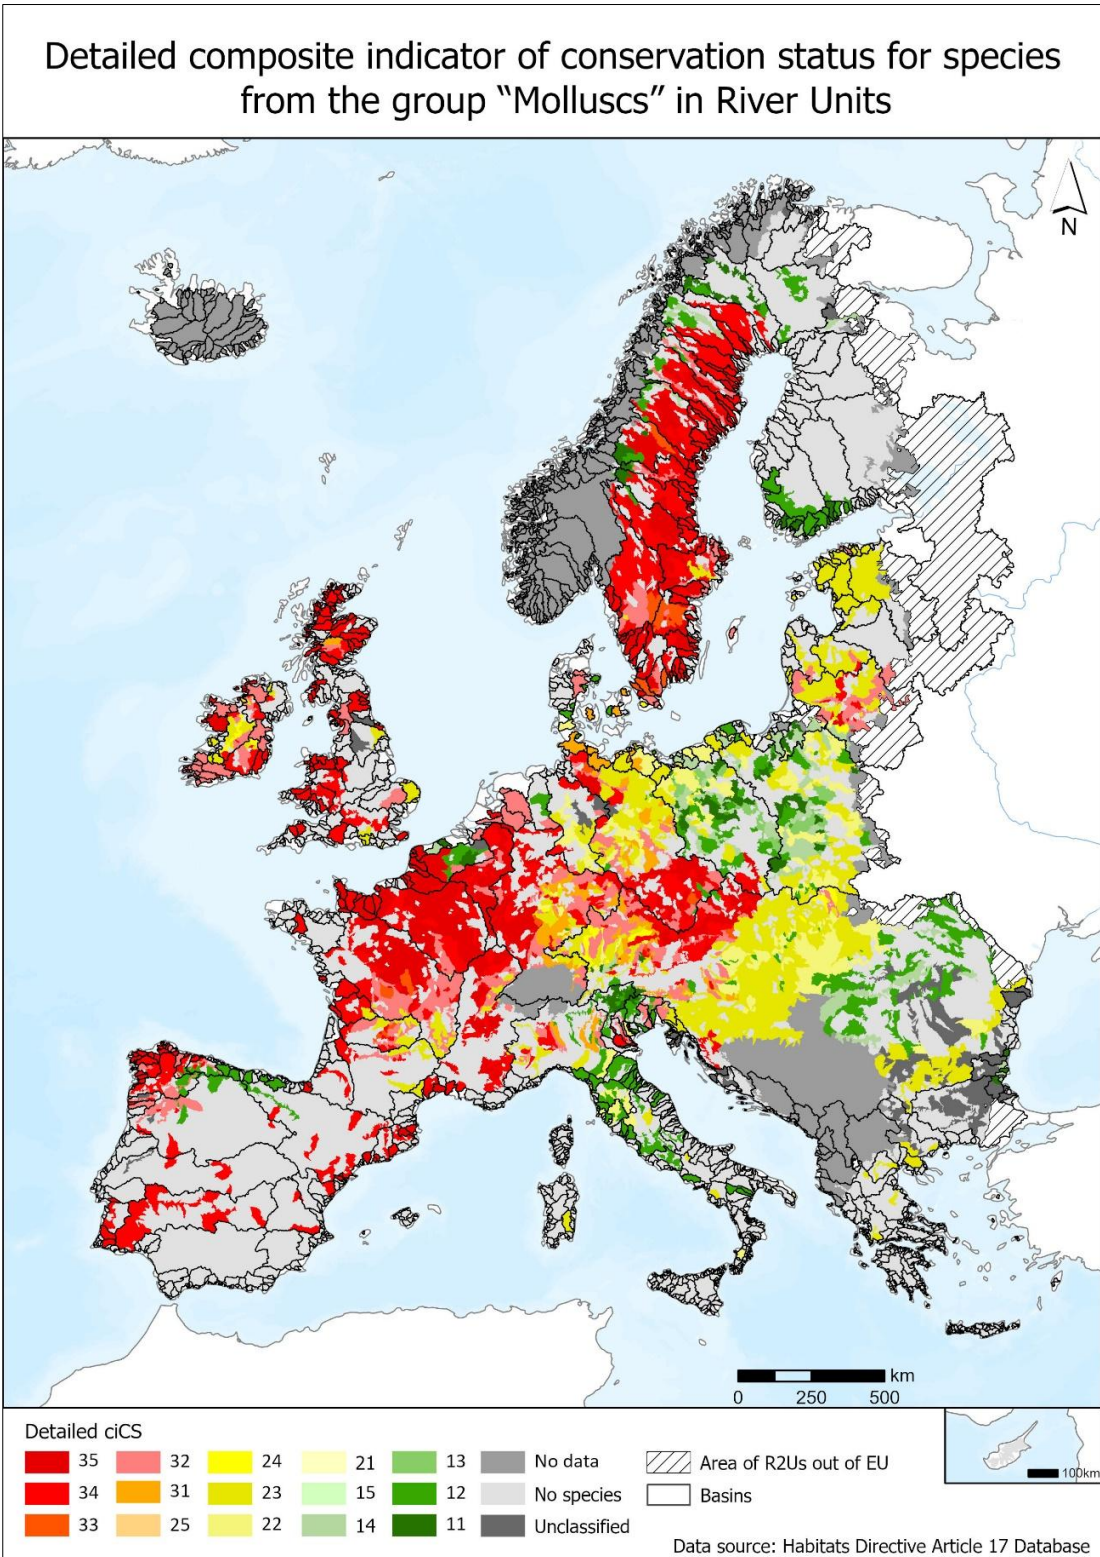 Detailed composite indicator of conservation status for species
from the group “Molluscs” in River Units
N
km
0 250 500
Detailed ciCS
35 32 24 21 13 No data Area of R2Us out of EU
34 31 23 15 12 No species Basins
33 25 22 14 11 Unclassified
100km
Data source: Habitats Directive Article 17 Database